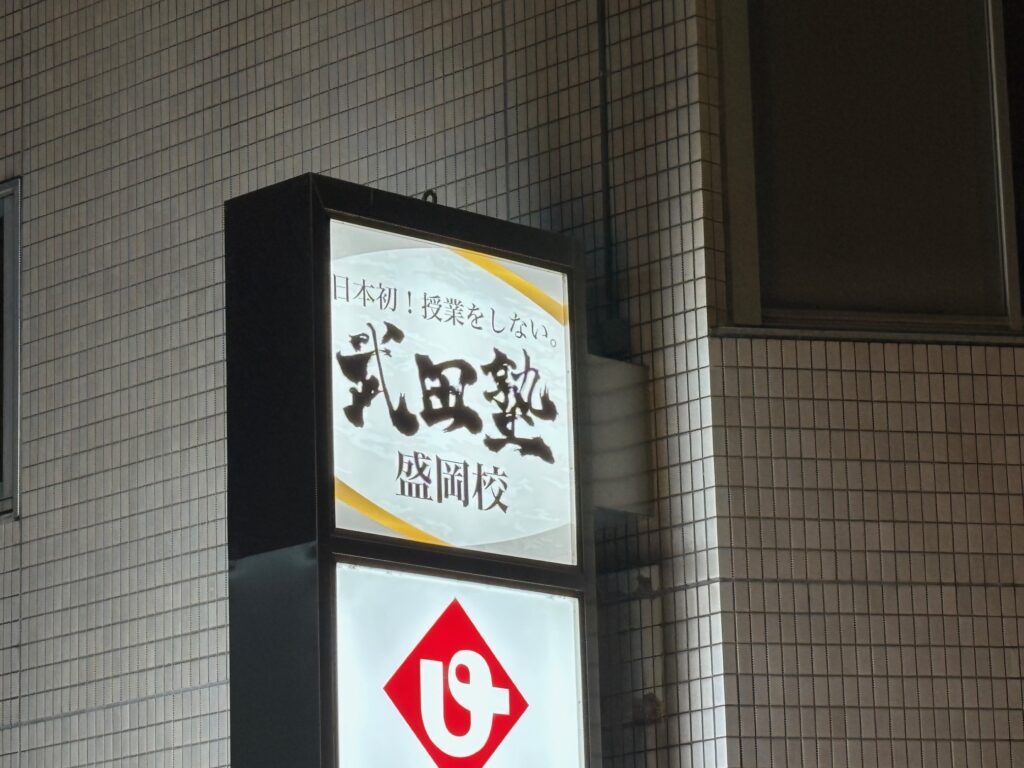 日本初！授業をしない。
武田塾
盛岡校